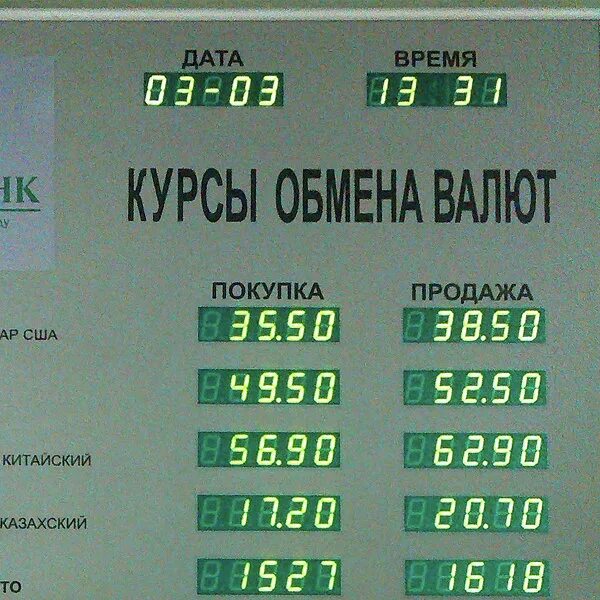 ДАТА ВРЕМЯ
03-03 13 31
НК
КУРСЫ ОБМЕНА ВАЛЮТ
ПОКУПКА ПРОДАЖА
АР США 35.50 38.50
49.50 52.50
КИТАЙСКИЙ 56.90 62.90
КАЗАХСКИЙ 17.20 20.70
ТО 1527 1618